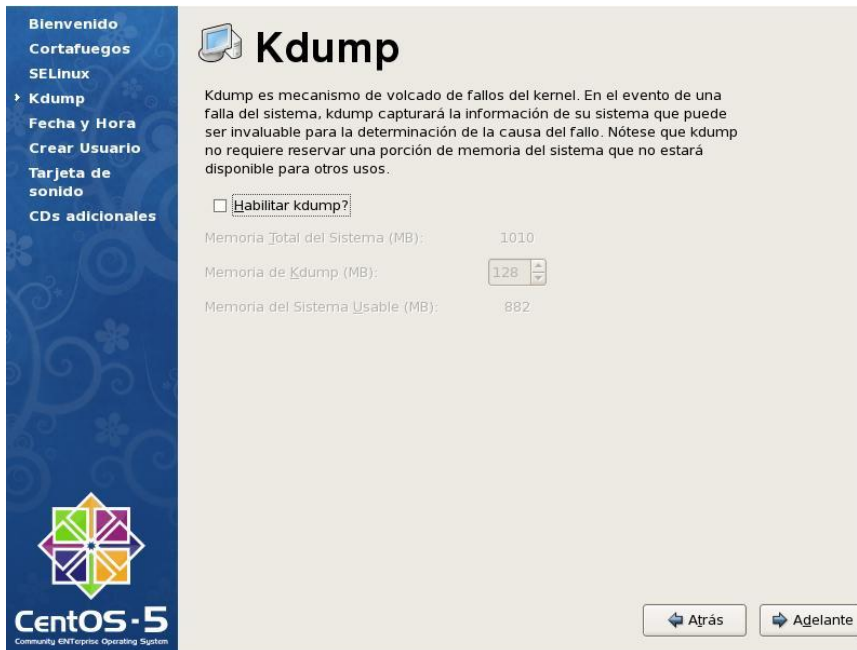 Bienvenido
Cortafuegos
SELinux
Kdump
Fecha y Hora
Crear Usuario
Tarjeta de
sonido
CDs adicionales
Kdump
Kdump es mecanismo de volcado de fallos del kernel. En el evento de una
falla del sistema, kdump capturará la información de su sistema que puede
ser invaluable para la determinación de la causa del fallo. Nótese que kdump
no requiere reservar una porción de memoria del sistema que no estará
disponible para otros usos.
Habilitar kdump?
Memoria Total del Sistema (MB): 1010
Memoria de Kdump (MB): 128
Memoria del Sistema Usable (MB): 882
CentOS-5
Community ENTerprise Operating System
Atrás
Adelante